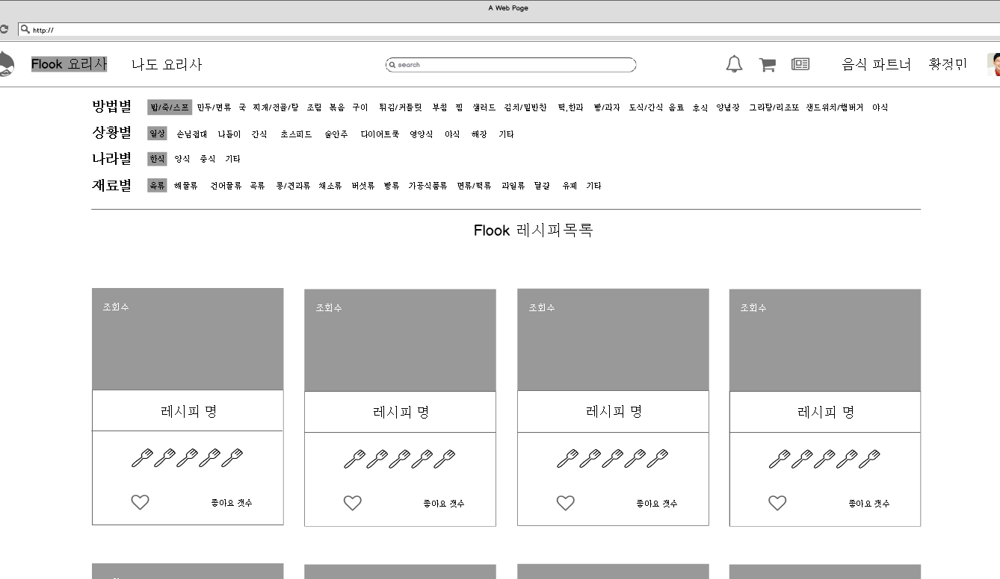 A Web Page
http://
Flook 요리사 나도 요리사 search 음식 파트너 황정민
방법별 밥/죽/스프 만두/면류 국 찌개/전골/탕 조림 볶음 구이 튀김/커틀릿 부침 찜 샐러드 김치/밑반찬 떡,한과 빵/과자 도식/간식 음료 후식 양념장 그라탕/리조또 샌드위치/햄버거 야식
상황별 일상 손님접대 나들이 간식 초스피드 술안주 다이어트쿡 영양식 야식 해장 기타
나라별 한식 양식 중식 기타
재료별 육류 해물류 건어물류 곡류 콩/견과류 채소류 버섯류 빵류 가공식품류 면류/떡류 과일류 달걀 유제 기타
Flook 레시피목록
조회수 조회수 조회수 조회수
레시피 명 레시피 명 레시피 명 레시피 명
좋아요 갯수 좋아요 갯수 좋아요 갯수 좋아요 갯수